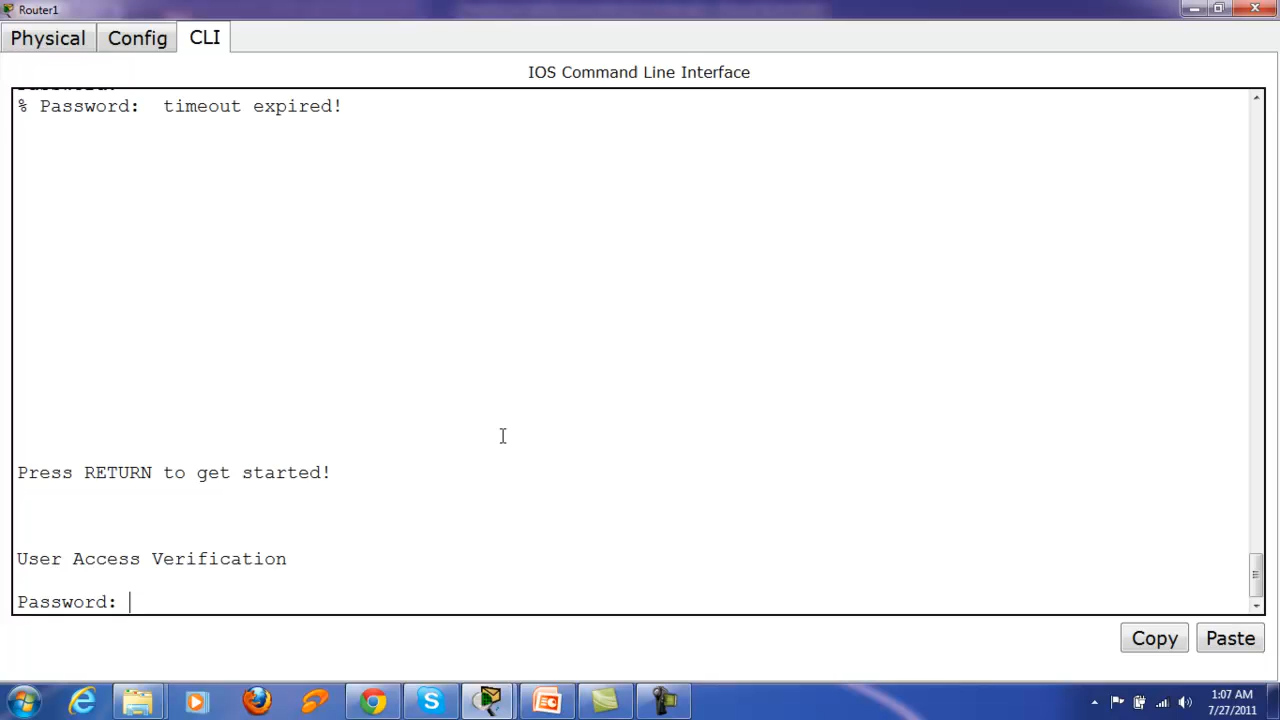 Router1
Physical Config CLI
IOS Command Line Interface
% Password:  timeout expired!
Press RETURN to get started!
User Access Verification
Password:
Copy Paste
1:07 AM
7/27/2011